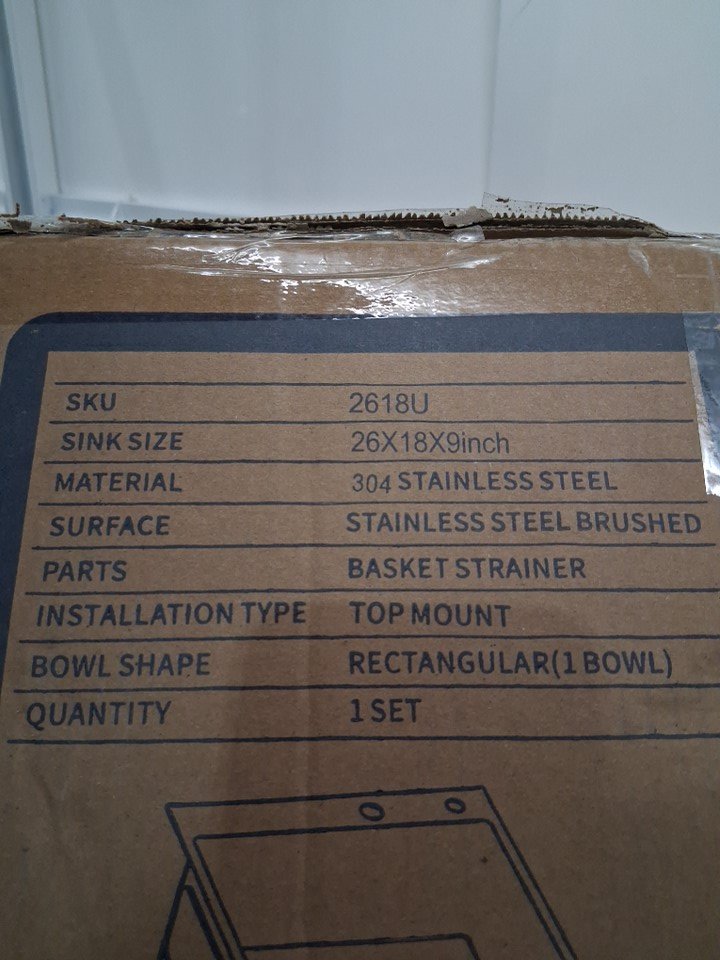 SKU 2618U
SINK SIZE 26X18X9inch
MATERIAL 304 STAINLESS STEEL
SURFACE STAINLESS STEEL BRUSHED
PARTS BASKET STRAINER
INSTALLATION TYPE TOP MOUNT
BOWL SHAPE RECTANGULAR(1 BOWL)
QUANTITY 1 SET